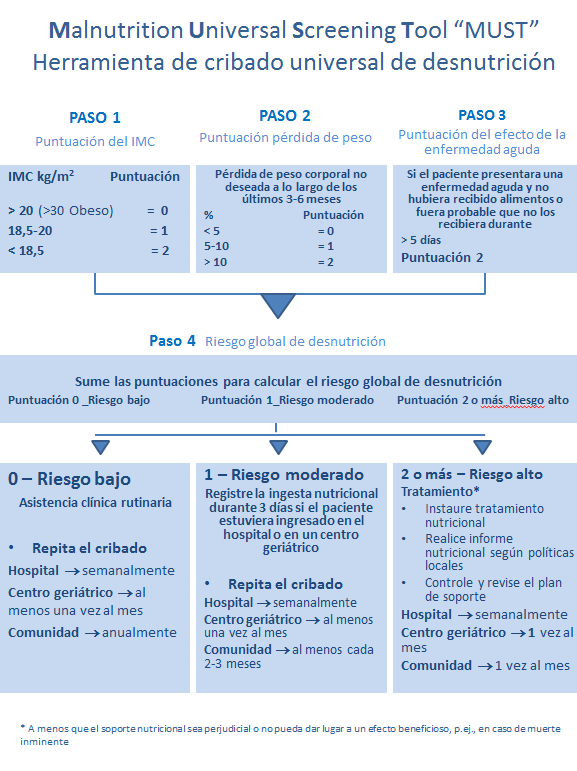 Malnutrition Universal Screening Tool “MUST”
Herramienta de cribado universal de desnutrición
PASO 1
Puntuación del IMC
IMC kg/m² Puntuación
> 20 (>30 Obeso) = 0
18,5-20 = 1
< 18,5 = 2
PASO 2
Puntuación pérdida de peso
Pérdida de peso corporal no
deseada a lo largo de los
últimos 3-6 meses
% Puntuación
< 5 = 0
5-10 = 1
> 10 = 2
PASO 3
Puntuación del efecto de la
enfermedad aguda
Si el paciente presentara una
enfermedad aguda y no
hubiera recibido alimentos o
fuera probable que no los
recibiera durante
> 5 días
Puntuación 2
Paso 4 Riesgo global de desnutrición
Sume las puntuaciones para calcular el riesgo global de desnutrición
Puntuación 0 _Riesgo bajo Puntuación 1_Riesgo moderado Puntuación 2 o más_Riesgo alto
0 – Riesgo bajo
Asistencia clínica rutinaria
• Repita el cribado
Hospital → semanalmente
Centro geriátrico → al
menos una vez al mes
Comunidad → anualmente
1 – Riesgo moderado
Registre la ingesta nutricional
durante 3 días si el paciente
estuviera ingresado en el
hospital o en un centro
geriátrico
• Repita el cribado
Hospital → semanalmente
Centro geriátrico → al menos
una vez al mes
Comunidad → al menos cada
2-3 meses
2 o más – Riesgo alto
Tratamiento*
• Instaure tratamiento
nutricional
• Realice informe
nutricional según políticas
locales
• Controle y revise el plan
de soporte
Hospital → semanalmente
Centro geriátrico → 1 vez al
mes
Comunidad → 1 vez al mes
* A menos que el soporte nutricional sea perjudicial o no pueda dar lugar a un efecto beneficioso, p.ej., en caso de muerte
inminente